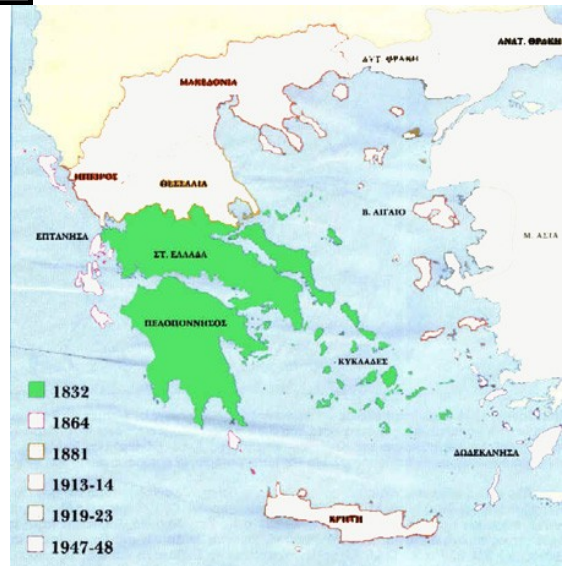 ΑΝΑΤ. ΘΡΑΚΗ
ΔΥΤ. ΘΡΑΚΗ
ΜΑΚΕΔΟΝΙΑ
ΗΠΕΙΡΟΣ
ΘΕΣΣΑΛΙΑ
Β. ΑΙΓΑΙΟ
ΕΠΤΑΝΗΣΑ
Μ. ΑΣΙΑ
ΣΤ. ΕΛΛΑΔΑ
ΠΕΛΟΠΟΝΝΗΣΟΣ
ΚΥΚΛΑΔΕΣ
ΔΩΔΕΚΑΝΗΣΑ
ΚΡΗΤΗ
1832
1864
1881
1913-14
1919-23
1947-48